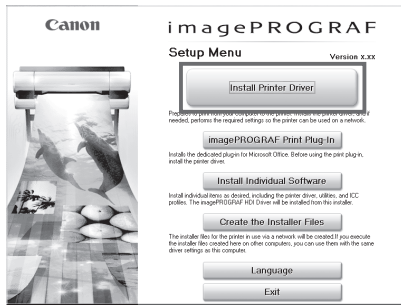 Canon
imagePROGRAF
Setup Menu
Version x.xx
Install Printer Driver
Prepares to print from your computer to the printer. Installs the printer driver, and if
needed, performs the required settings so the printer can be used on a network.
imagePROGRAF Print Plug-In
Installs the dedicated plug-in for Microsoft Office. Before using the print plug-in,
install the printer driver.
Install Individual Software
Install individual items as desired, including the printer driver, utilities, and ICC
profiles. The imagePROGRAF HDI Driver will be installed from this installer.
Create the Installer Files
The installer files for the printer in use via a network will be created.If you execute
the installer files created here on other computers, you can use them with the same
driver settings as this computer.
Language
Exit